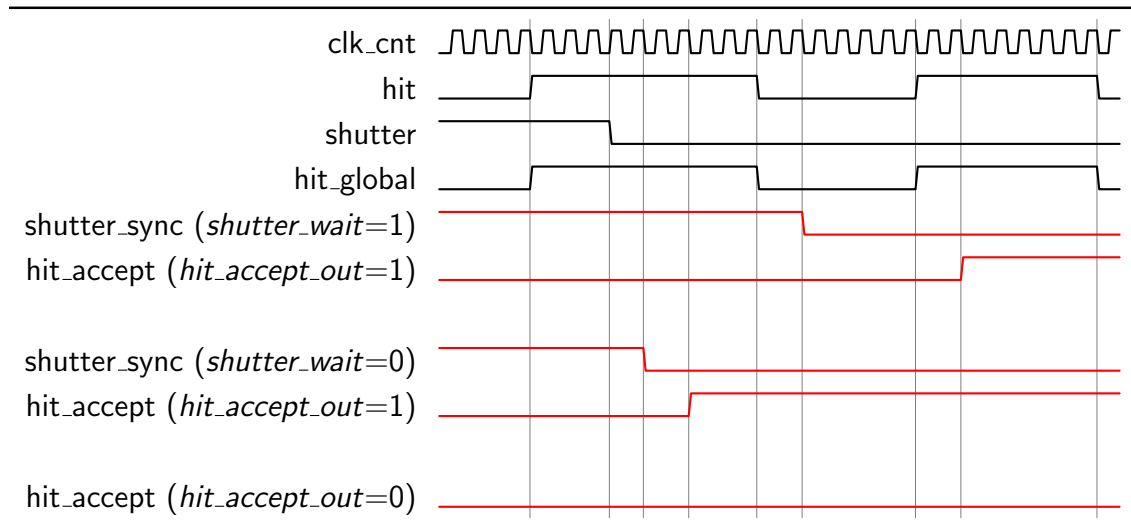 clk_cnt
hit
shutter
hit_global
shutter_sync (shutter_wait=1)
hit_accept (hit_accept_out=1)
shutter_sync (shutter_wait=0)
hit_accept (hit_accept_out=1)
hit_accept (hit_accept_out=0)